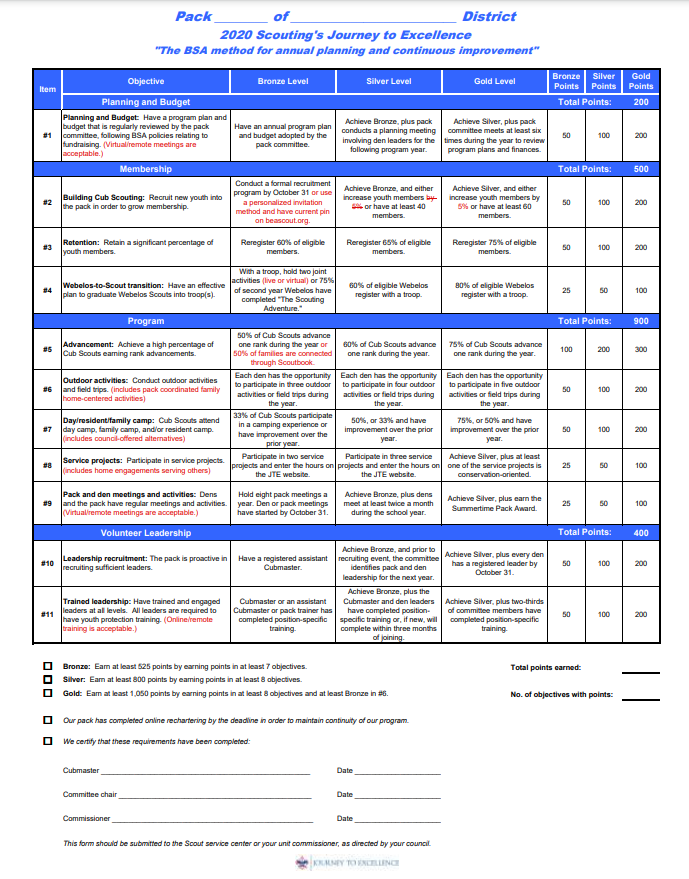 Pack ______ of __________________ District
2020 Scouting's Journey to Excellence
"The BSA method for annual planning and continuous improvement"
Item Objective Bronze Level Silver Level Gold Level Bronze Points Silver Points Gold Points
Planning and Budget Total Points: 200
#1
Planning and Budget: Have a program plan and
budget that is regularly reviewed by the pack
committee, following BSA policies relating to
fundraising. (Virtual/remote meetings are
acceptable.)
Have an annual program plan
and budget adopted by the
pack committee.
Achieve Bronze, plus pack
conducts a planning meeting
involving den leaders for the
following program year.
Achieve Silver, plus pack
committee meets at least six
times during the year to review
program plans and finances.
50 100 200
Membership Total Points: 500
#2
Building Cub Scouting: Recruit new youth into
the pack in order to grow membership.
Conduct a formal recruitment
program by October 31 or use
a personalized invitation
method and have current pin
on beascout.org.
Achieve Bronze, and either
increase youth members by
5% or have at least 40
members.
Achieve Silver, and either
increase youth members by
5% or have at least 60
members.
50 100 200
#3
Retention: Retain a significant percentage of
youth members.
Reregister 60% of eligible
members.
Reregister 65% of eligible
members.
Reregister 75% of eligible
members.
50 100 200
#4
Webelos-to-Scout transition: Have an effective
plan to graduate Webelos Scouts into troop(s).
With a troop, hold two joint
activities (live or virtual) or 75%
of second year Webelos have
completed "The Scouting
Adventure."
60% of eligible Webelos
register with a troop.
80% of eligible Webelos
register with a troop.
25 50 100
Program Total Points: 900
#5
Advancement: Achieve a high percentage of
Cub Scouts earning rank advancements.
50% of Cub Scouts advance
one rank during the year or
50% of families are connected
through Scoutbook.
60% of Cub Scouts advance
one rank during the year.
75% of Cub Scouts advance
one rank during the year.
100 200 300
#6
Outdoor activities: Conduct outdoor activities
and field trips. (includes pack coordinated family
home-centered activities)
Each den has the opportunity
to participate in three outdoor
activities or field trips during
the year.
Each den has the opportunity
to participate in four outdoor
activities or field trips during
the year.
Each den has the opportunity
to participate in five outdoor
activities or field trips during
the year.
50 100 200
#7
Day/resident/family camp: Cub Scouts attend
day camp, family camp, and/or resident camp.
(includes council-offered alternatives)
33% of Cub Scouts participate
in a camping experience or
have improvement over the
prior year.
50%, or 33% and have
improvement over the prior
year.
75%, or 50% and have
improvement over the prior
year.
50 100 200
#8
Service projects: Participate in service projects.
(includes home engagements serving others)
Participate in two service
projects and enter the hours on
the JTE website.
Participate in three service
projects and enter the hours on
the JTE website.
Achieve Silver, plus at least
one of the service projects is
conservation-oriented.
25 50 100
#9
Pack and den meetings and activities: Dens
and the pack have regular meetings and activities.
(Virtual/remote meetings are acceptable.)
Hold eight pack meetings a
year. Den or pack meetings
have started by October 31.
Achieve Bronze, plus dens
meet at least twice a month
during the school year.
Achieve Silver, plus earn the
Summertime Pack Award.
25 50 100
Volunteer Leadership Total Points: 400
#10
Leadership recruitment: The pack is proactive in
recruiting sufficient leaders.
Have a registered assistant
Cubmaster.
Achieve Bronze, and prior to
recruiting event, the committee
identifies pack and den
leadership for the next year.
Achieve Silver, plus every den
has a registered leader by
October 31.
50 100 200
#11
Trained leadership: Have trained and engaged
leaders at all levels. All leaders are required to
have youth protection training. (Online/remote
training is acceptable.)
Cubmaster or an assistant
Cubmaster or pack trainer has
completed position-specific
training.
Achieve Bronze, plus the
Cubmaster and den leaders
have completed position-
specific training or, if new, will
complete within three months
of joining.
Achieve Silver, plus two-thirds
of committee members have
completed position-specific
training.
50 100 200
Bronze: Earn at least 525 points by earning points in at least 7 objectives.
Total points earned:
Silver: Earn at least 800 points by earning points in at least 8 objectives.
Gold: Earn at least 1,050 points by earning points in at least 8 objectives and at least Bronze in #6.
No. of objectives with points:
Our pack has completed online rechartering by the deadline in order to maintain continuity of our program.
We certify that these requirements have been completed:
Cubmaster ______ Date ______
Committee chair ______ Date ______
Commissioner ______ Date ______
This form should be submitted to the Scout service center or your unit commissioner, as directed by your council.
JOURNEY TO EXCELLENCE